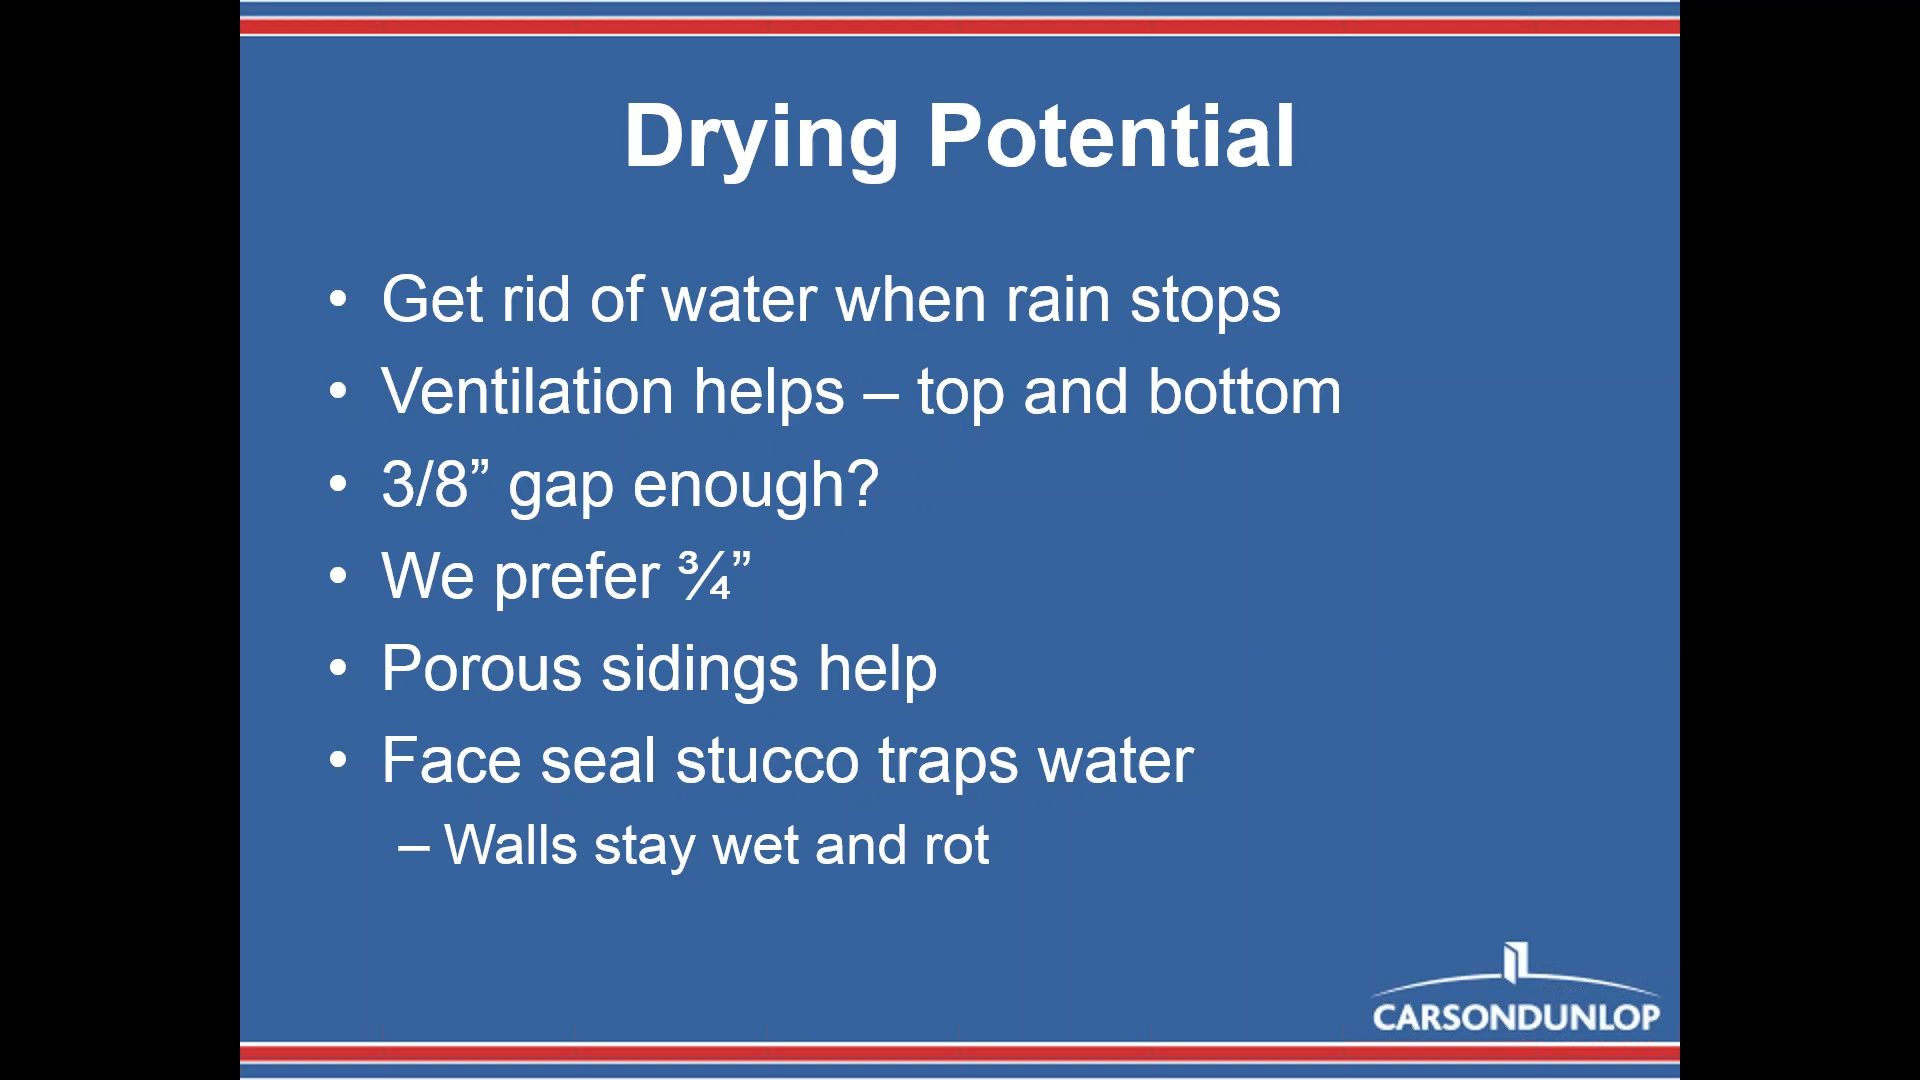 Drying Potential
• Get rid of water when rain stops
• Ventilation helps – top and bottom
• 3/8” gap enough?
• We prefer ¾”
• Porous sidings help
• Face seal stucco traps water
– Walls stay wet and rot
CARSONDUNLOP